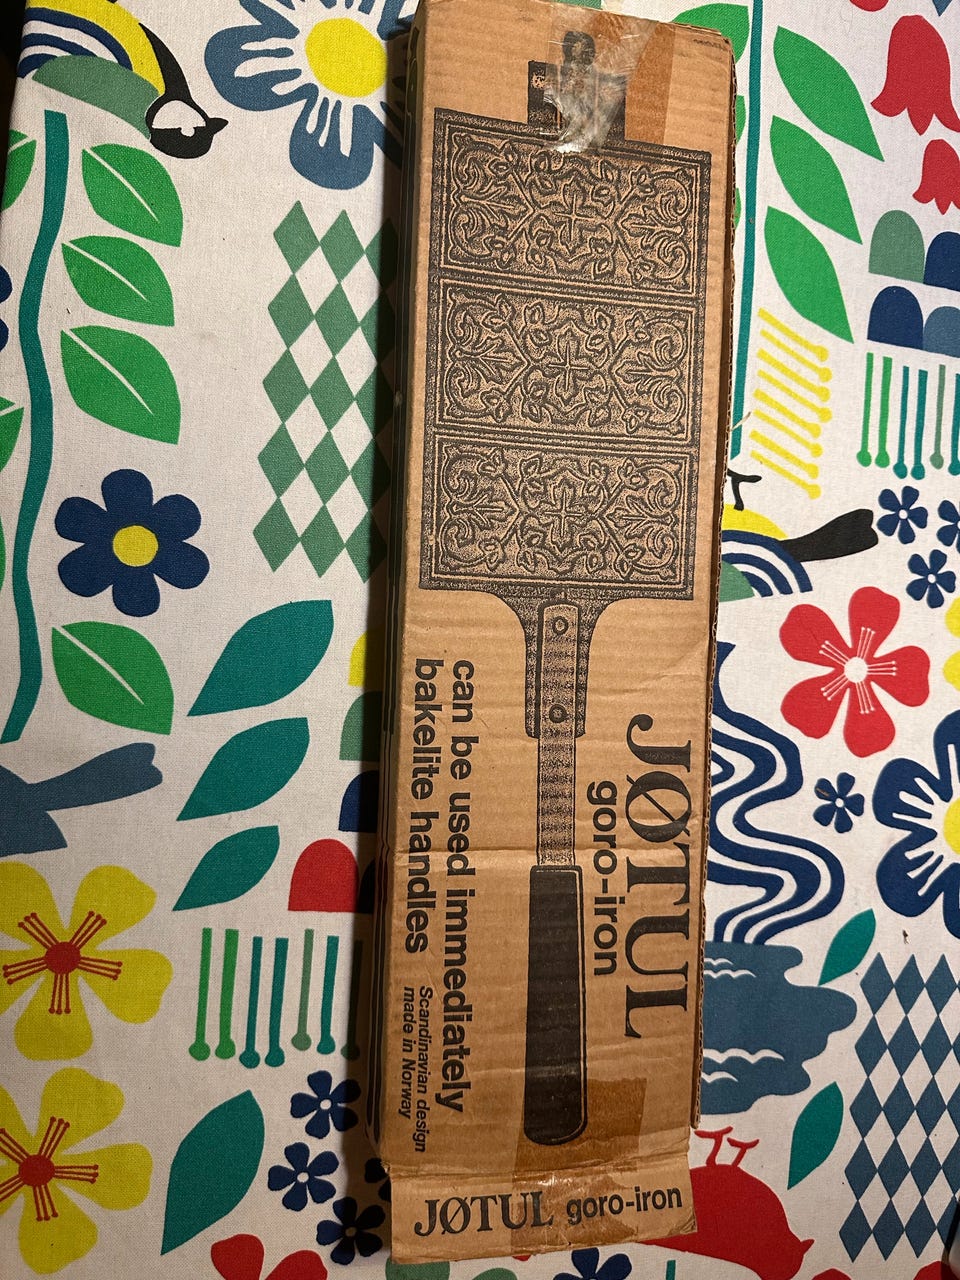 JØTUL
goro-iron
can be used immediately
bakelite handles
Scandinavian design
made in Norway
JØTUL goro-iron